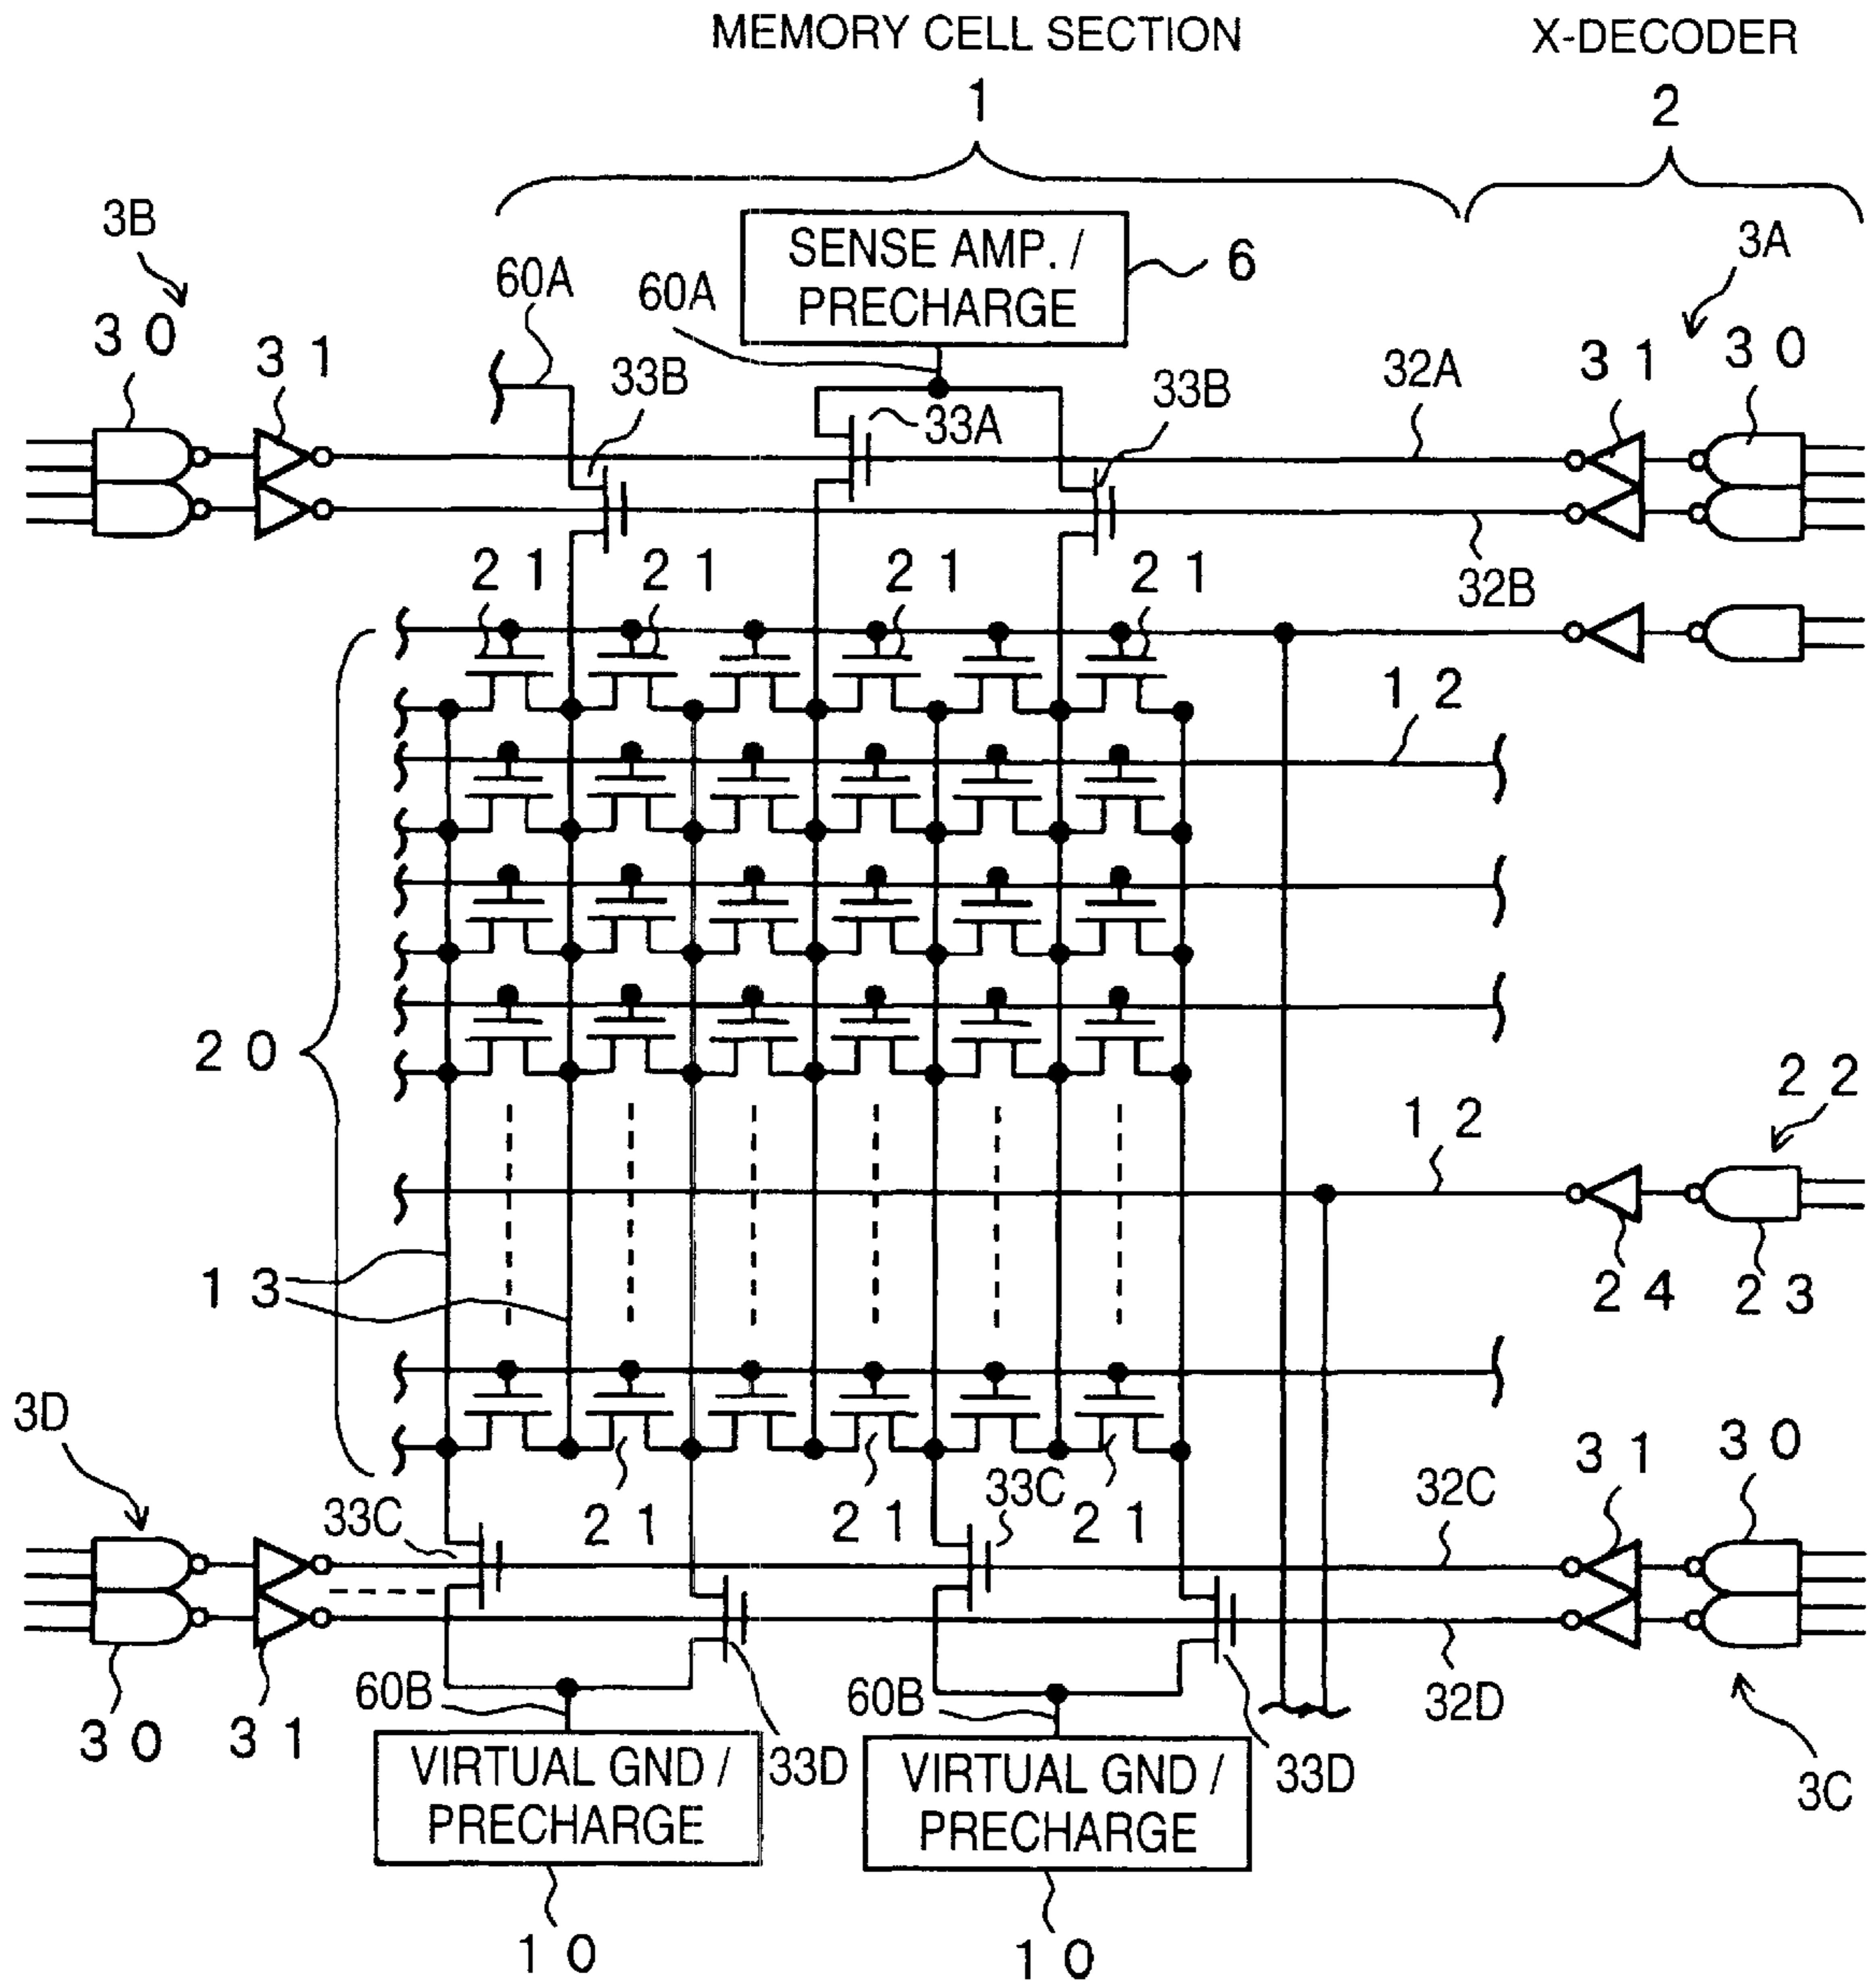 MEMORY CELL SECTION X-DECODER
1 2
3B SENSE AMP. / 3A
60A 60A PRECHARGE 6
30 31 33B 33A 33B 32A 31 30
21 21 21 21 32B
12
20
22
12
13 24 23
3D
33C 21 21 33C 21 32C 31 30
60B 60B 32D
30 31 VIRTUAL GND / 33D VIRTUAL GND / 33D
PRECHARGE PRECHARGE 3C
10 10